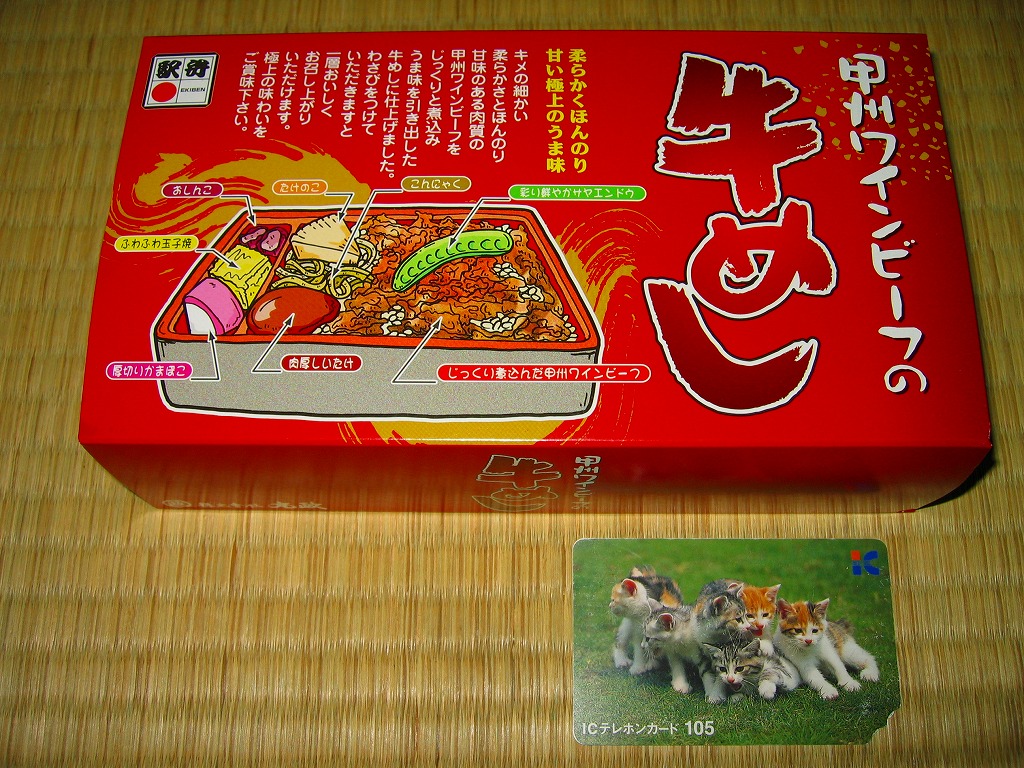 甲州ワインビーフの
牛めし
柔らかくほんのり
甘い極上のうま味
キメの細かい
柔らかさとほんのり
甘味のある肉質の
甲州ワインビーフを
じっくりと煮込み
うま味を引き出した
牛めしに仕上げました。
わさびをつけて
いただきますと
一層おいしく
お召し上がり
いただけます。
極上の味わいを
ご賞味下さい。
駅弁
EKIBEN
おしんこ
たけのこ
こんにゃく
彩り鮮やかサヤエンドウ
ふわふわ玉子焼
厚切りかまぼこ
肉厚しいたけ
じっくり煮込んだ甲州ワインビーフ
甲州ワインビーフの
牛めし
IC
ICテレホンカード 105